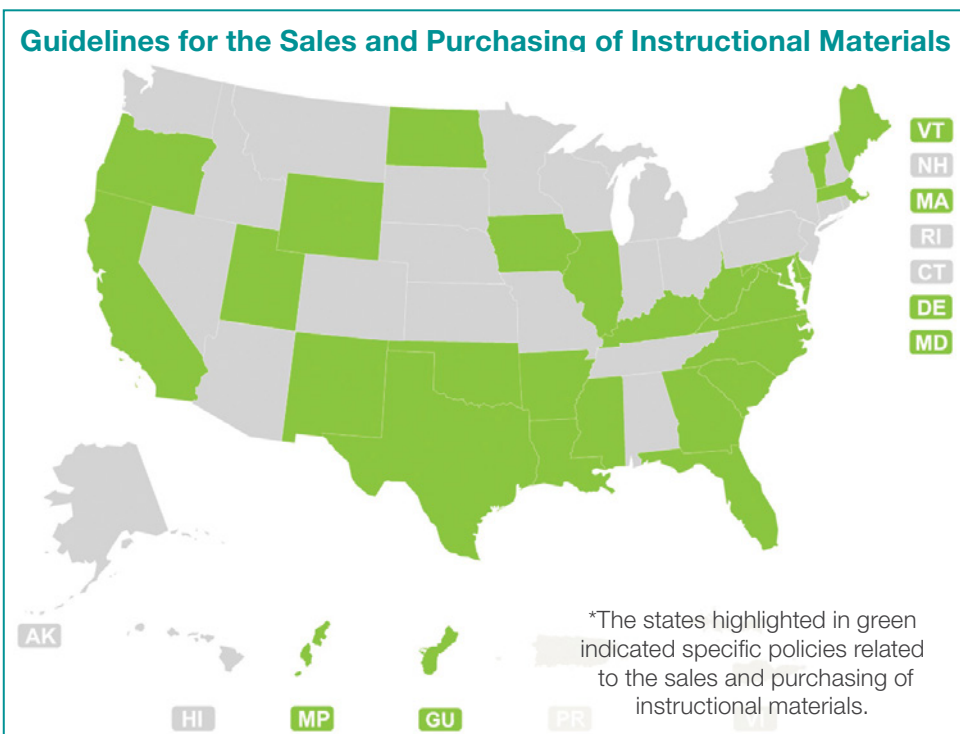 Guidelines for the Sales and Purchasing of Instructional Materials
VT
NH
MA
RI
CT
DE
MD
AK
HI
MP
GU
PR
VI
*The states highlighted in green
indicated specific policies related
to the sales and purchasing of
instructional materials.